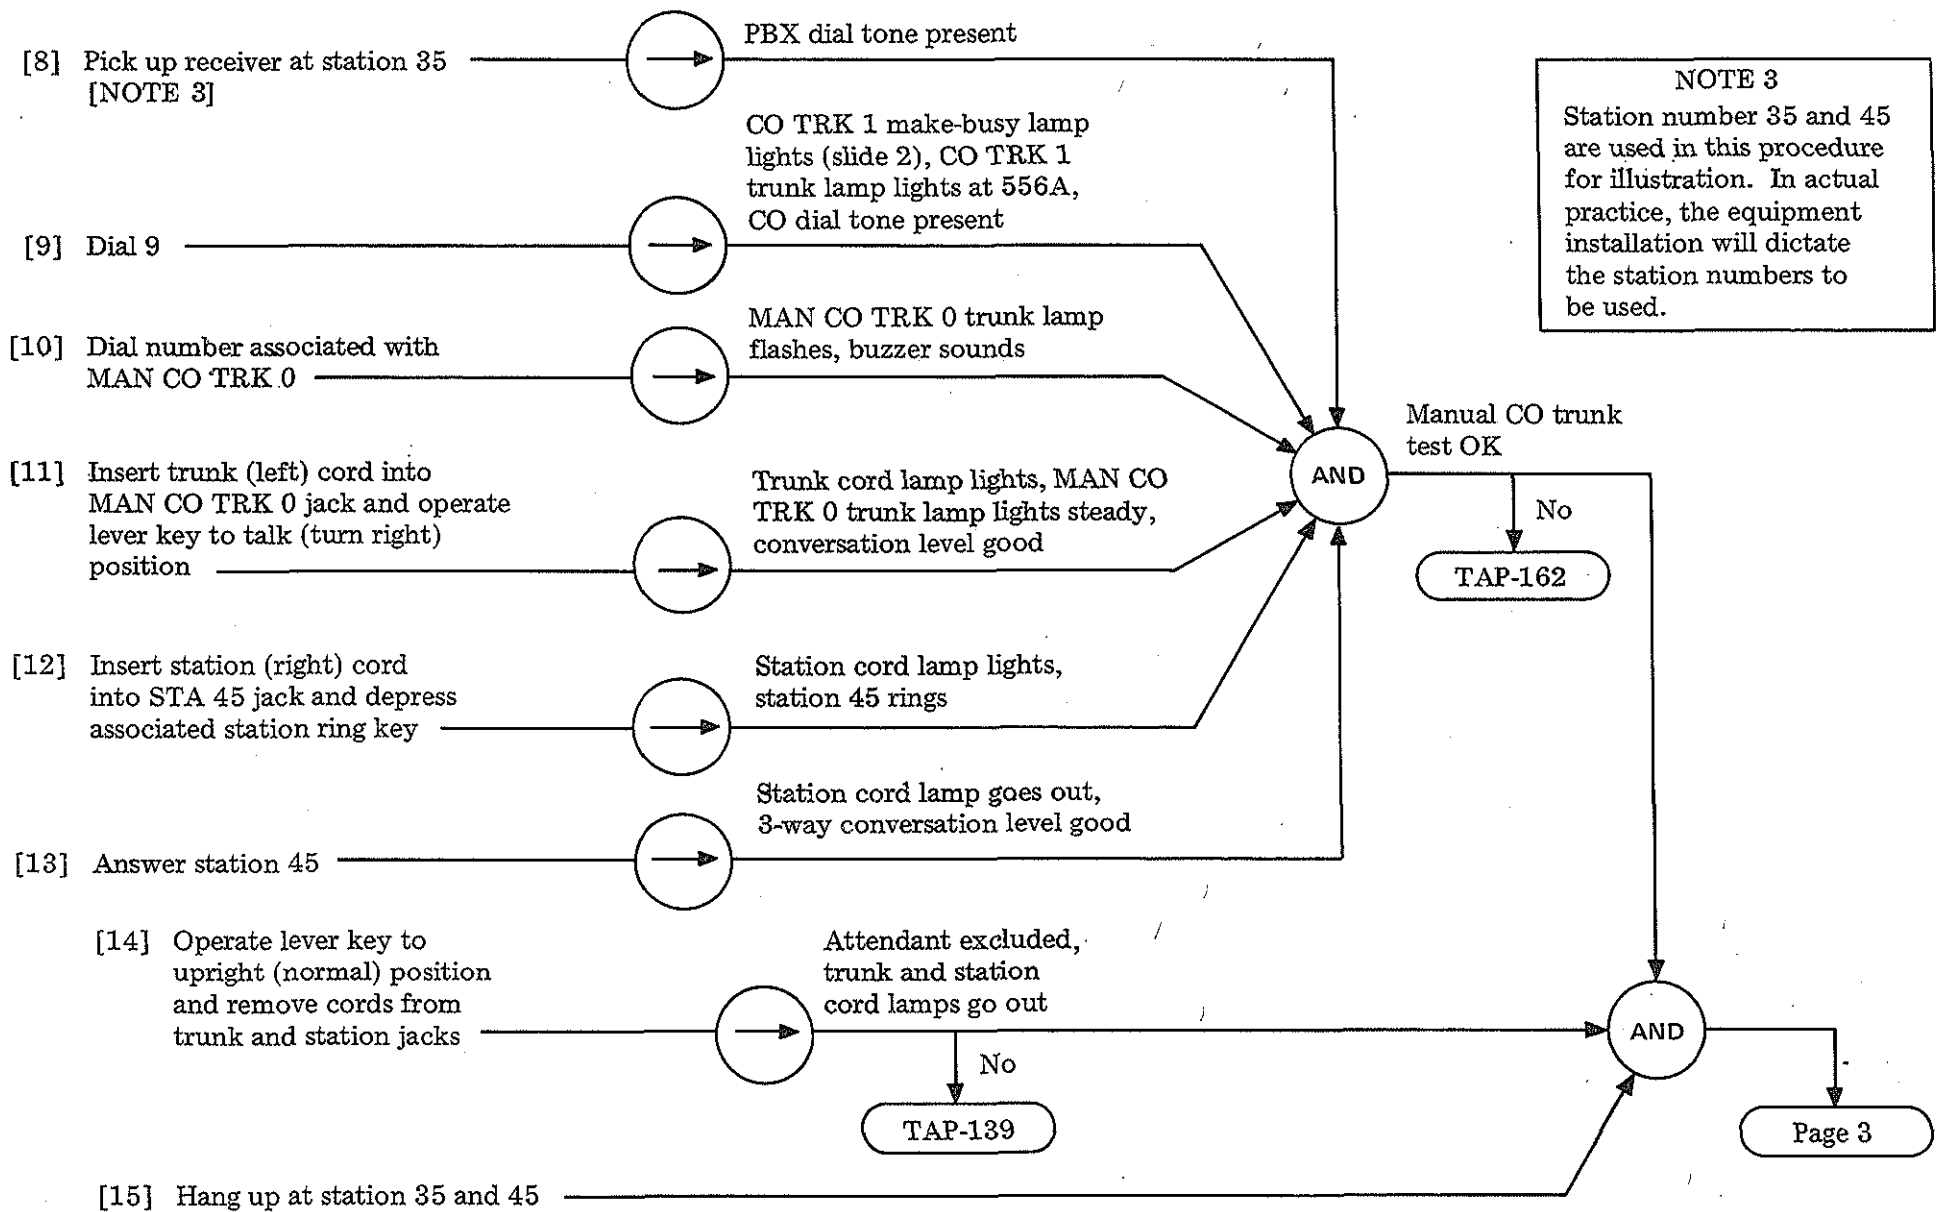 [8] Pick up receiver at station 35
[NOTE 3]
PBX dial tone present
NOTE 3
Station number 35 and 45
are used in this procedure
for illustration. In actual
practice, the equipment
installation will dictate
the station numbers to
be used.
CO TRK 1 make-busy lamp
lights (slide 2), CO TRK 1
trunk lamp lights at 556A,
CO dial tone present
[9] Dial 9
MAN CO TRK 0 trunk lamp
flashes, buzzer sounds
[10] Dial number associated with
MAN CO TRK 0
[11] Insert trunk (left) cord into
MAN CO TRK 0 jack and operate
lever key to talk (turn right)
position
Trunk cord lamp lights, MAN CO
TRK 0 trunk lamp lights steady,
conversation level good
AND
Manual CO trunk
test OK
No
TAP-162
[12] Insert station (right) cord
into STA 45 jack and depress
associated station ring key
Station cord lamp lights,
station 45 rings
Station cord lamp goes out,
3-way conversation level good
[13] Answer station 45
[14] Operate lever key to
upright (normal) position
and remove cords from
trunk and station jacks
Attendant excluded,
trunk and station
cord lamps go out
No
TAP-139
AND
Page 3
[15] Hang up at station 35 and 45